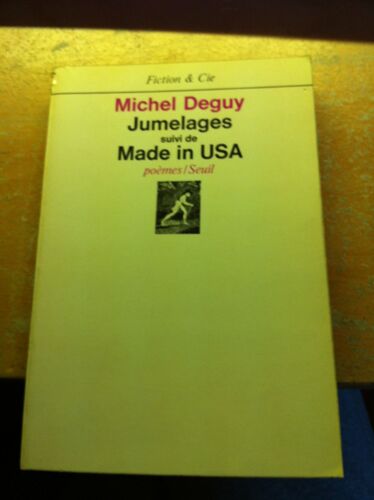 Fiction & Cie
Michel Deguy
Jumelages
suivi de
Made in USA
poèmes/Seuil